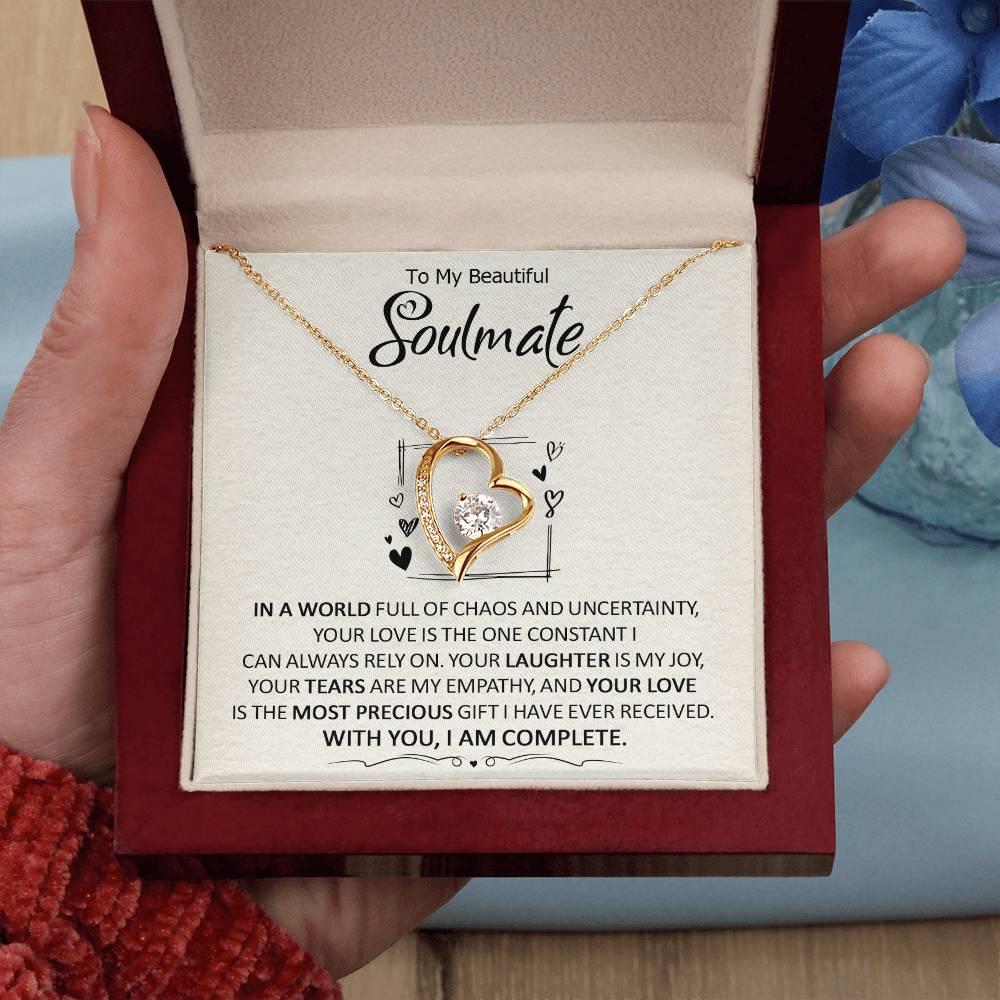 To My Beautiful
Soulmate
IN A WORLD FULL OF CHAOS AND UNCERTAINTY,
YOUR LOVE IS THE ONE CONSTANT I
CAN ALWAYS RELY ON. YOUR LAUGHTER IS MY JOY,
YOUR TEARS ARE MY EMPATHY, AND YOUR LOVE
IS THE MOST PRECIOUS GIFT I HAVE EVER RECEIVED.
WITH YOU, I AM COMPLETE.